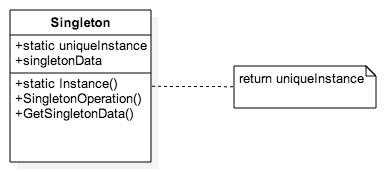 Singleton
+static uniqueInstance
+singletonData
+static Instance()
+SingletonOperation()
+GetSingletonData()
return uniqueInstance